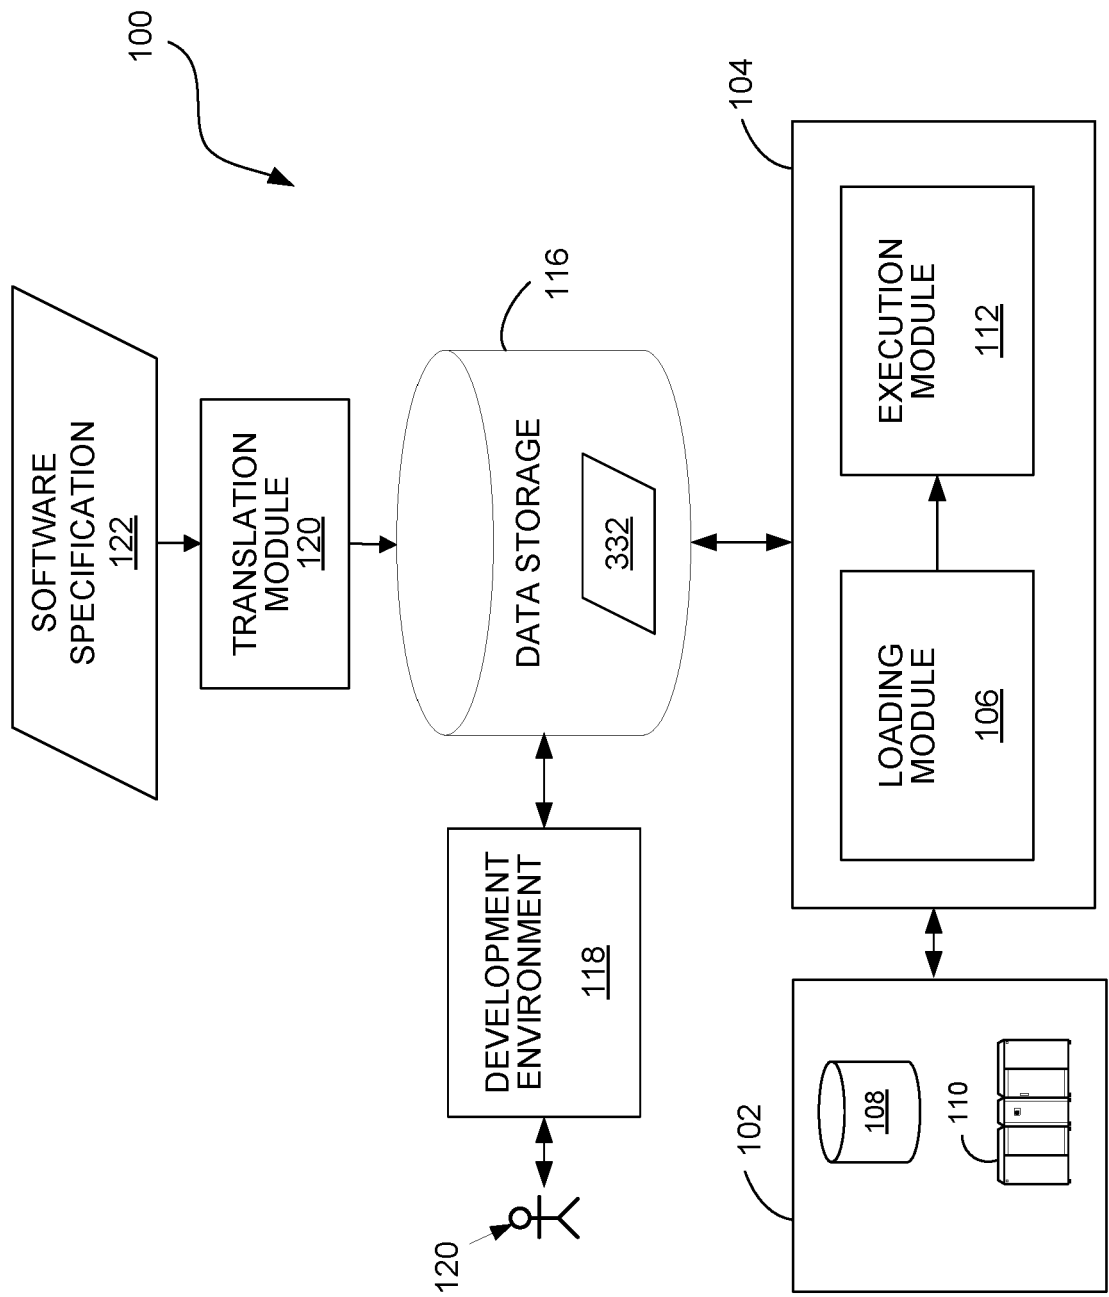 100
SOFTWARE
SPECIFICATION
122
TRANSLATION
MODULE
120
116
DATA STORAGE
332
DEVELOPMENT
ENVIRONMENT
118
120
104
LOADING
MODULE
106
EXECUTION
MODULE
112
102
108
110